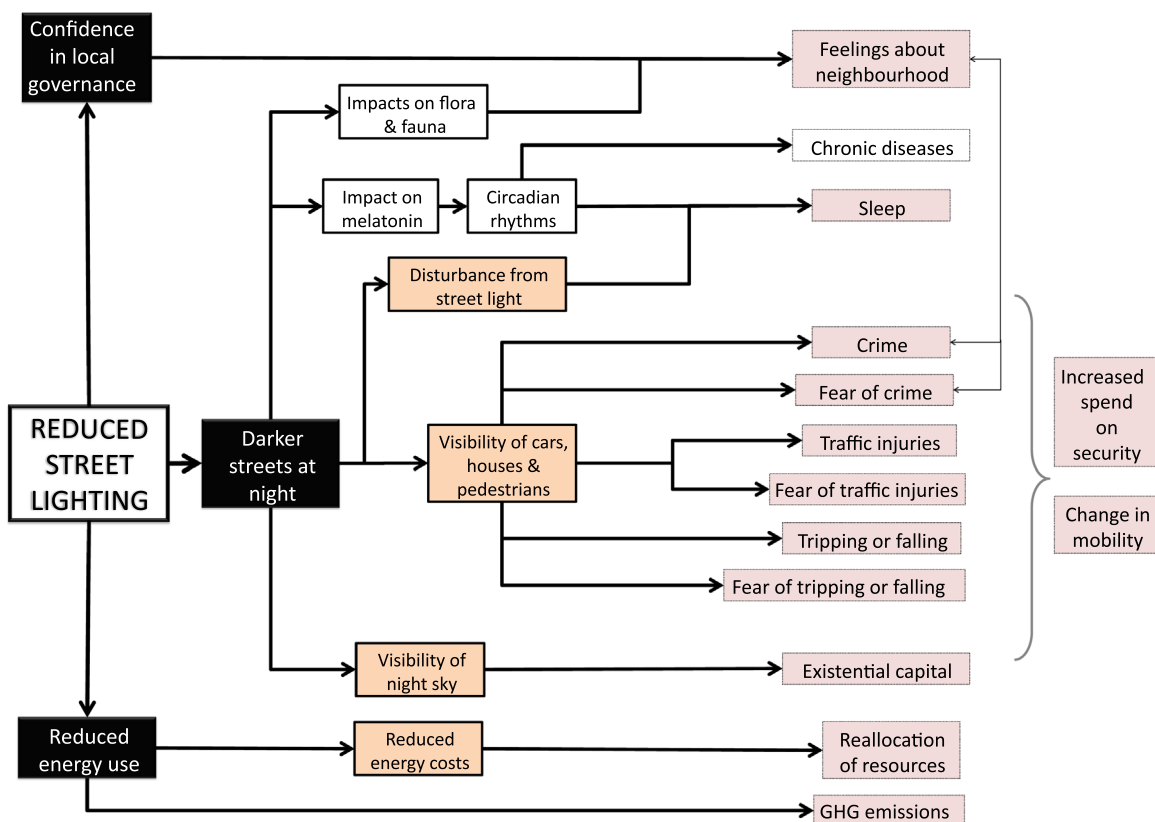 Confidence
in local
governance
Feelings about
neighbourhood
Impacts on flora
& fauna
Chronic diseases
Impact on
melatonin
Circadian
rhythms
Sleep
Disturbance from
street light
Crime
Fear of crime
Increased
spend
on
security
REDUCED
STREET
LIGHTING
Darker
streets at
night
Visibility of cars,
houses &
pedestrians
Traffic injuries
Fear of traffic injuries
Change in
mobility
Tripping or falling
Fear of tripping or falling
Visibility of
night sky
Existential capital
Reduced
energy use
Reduced
energy costs
Reallocation
of resources
GHG emissions